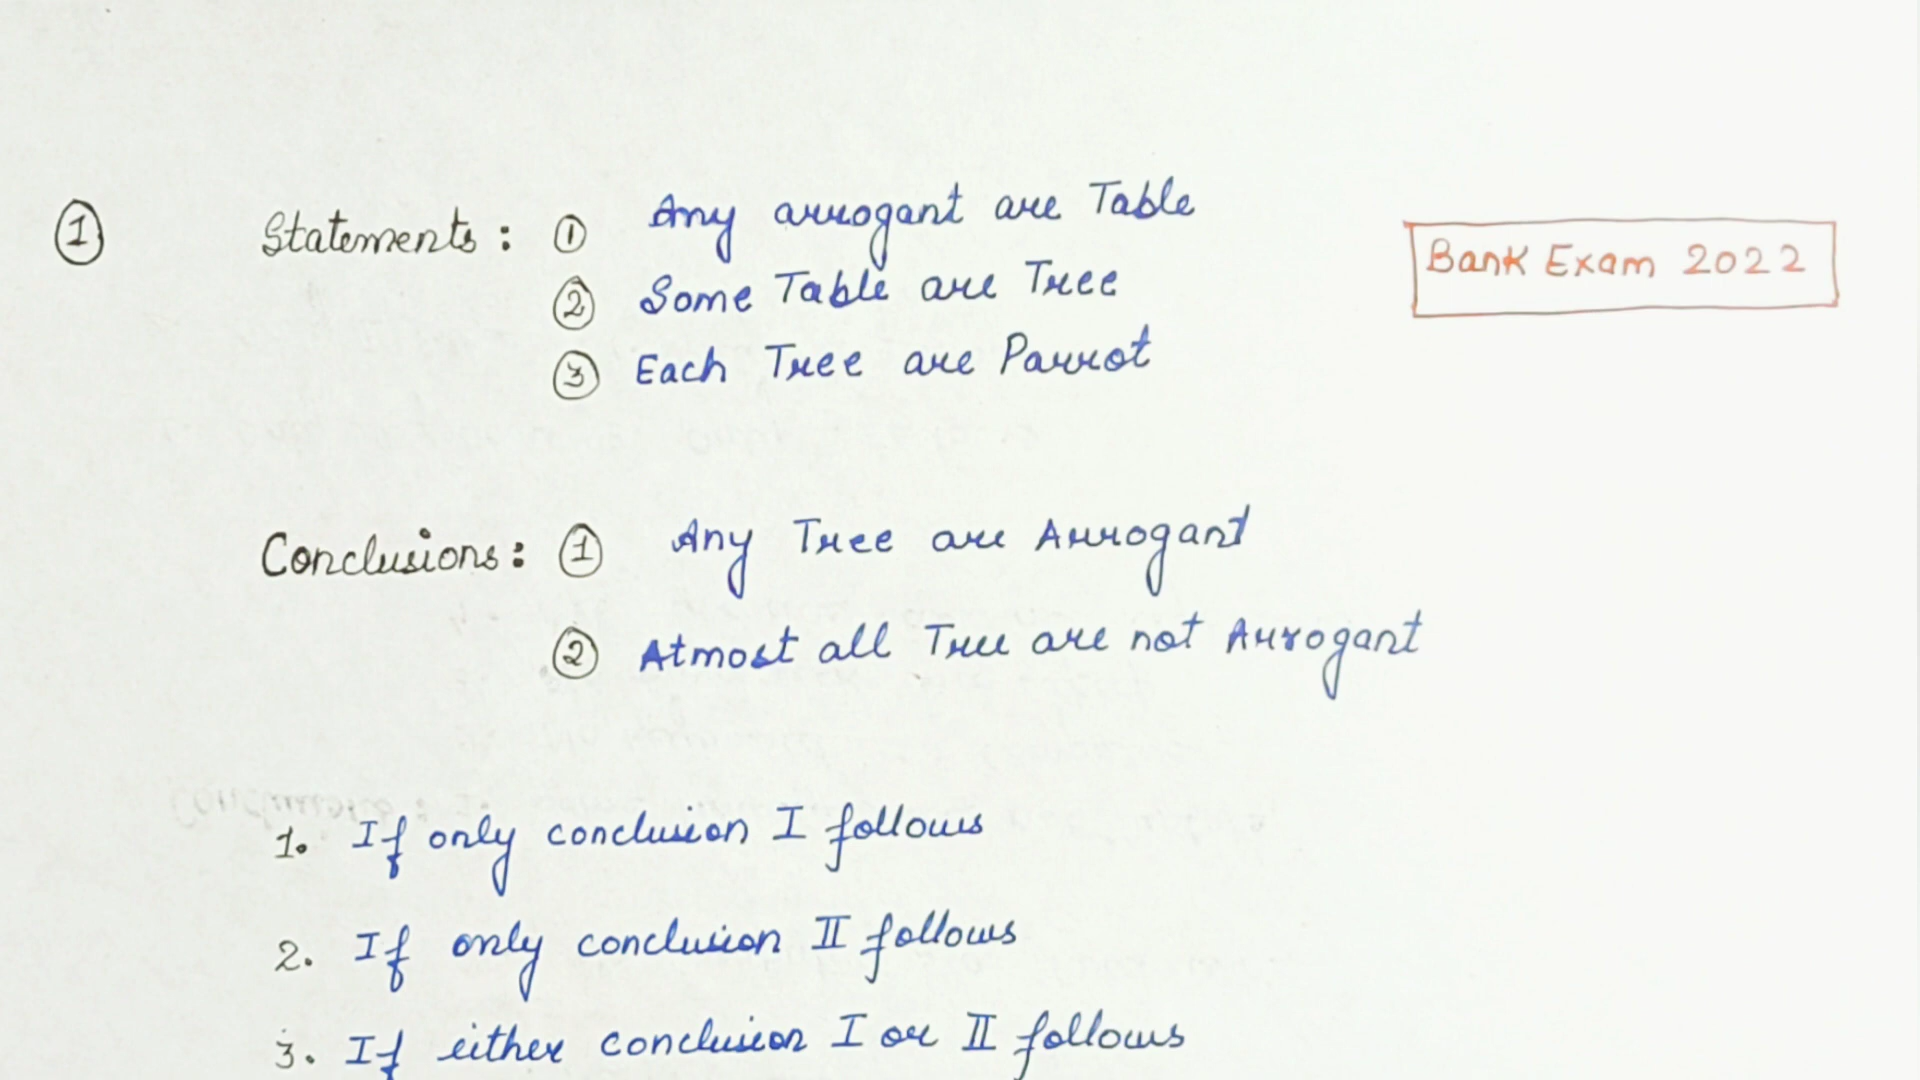 ① Statements : ① Any arrogant are Table
② Some Table are Tree
Bank Exam 2022
③ Each Tree are Parrot
Conclusions : ① Any Tree are Arrogant
② Atmost all Tree are not Arrogant
1. If only conclusion I follows
2. If only conclusion II follows
3. If either conclusion I or II follows